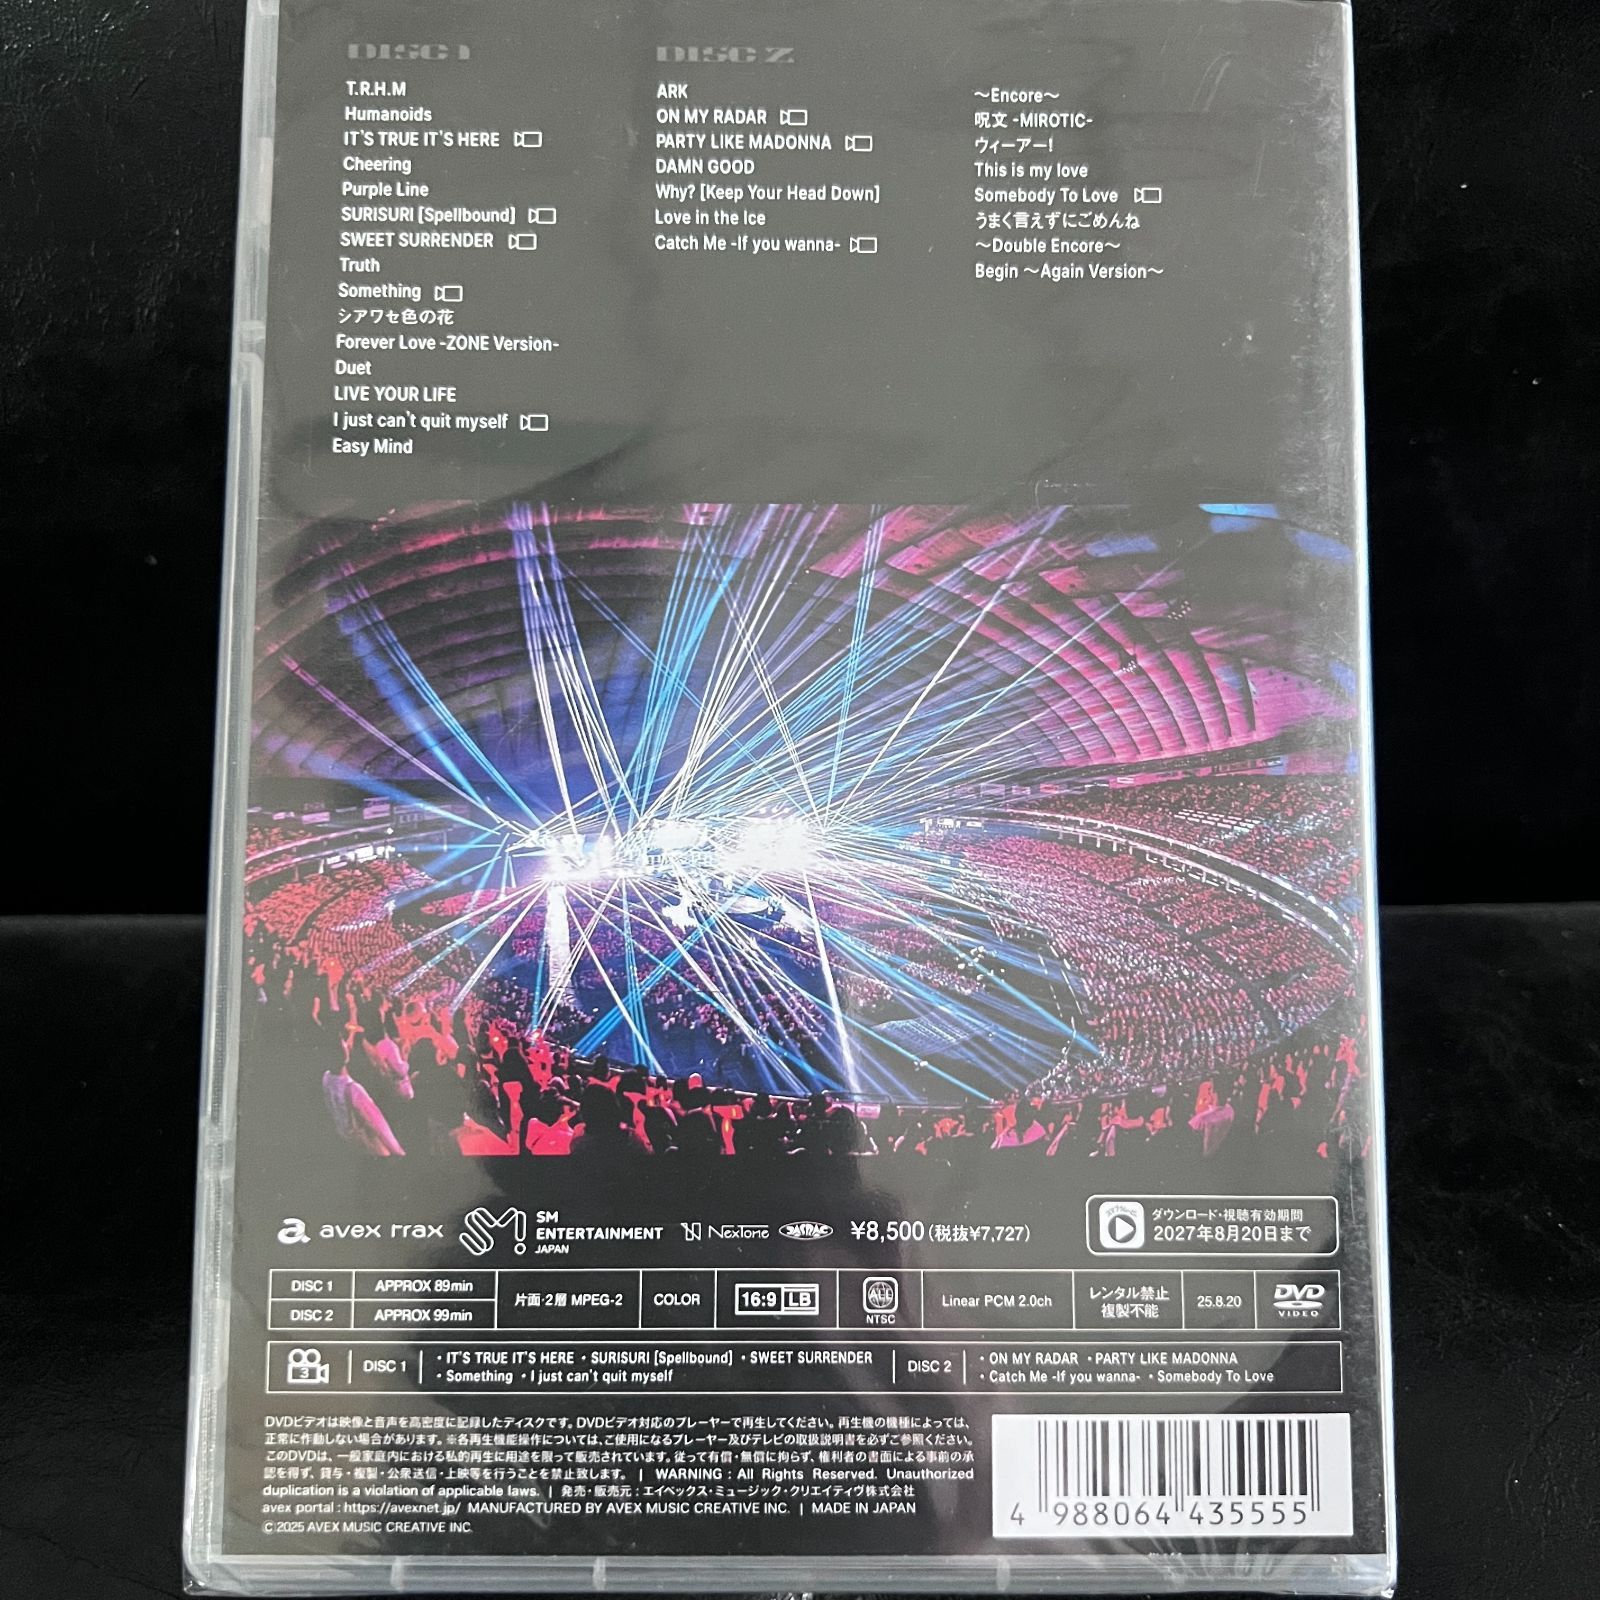 DISC 1
T.R.H.M
Humanoids
IT'S TRUE IT'S HERE
Cheering
Purple Line
SURISURI [Spellbound]
SWEET SURRENDER
Truth
Something
シアワセ色の花
Forever Love -ZONE Version-
Duet
LIVE YOUR LIFE
I just can't quit myself
Easy Mind
DISC 2
ARK
ON MY RADAR
PARTY LIKE MADONNA
DAMN GOOD
Why? [Keep Your Head Down]
Love in the Ice
Catch Me -If you wanna-
～Encore～
呪文 -MIROTIC-
ウィーアー!
This is my love
Somebody To Love
うまく言えずにごめんね
～Double Encore～
Begin ～Again Version～
avex trax
SM
ENTERTAINMENT
JAPAN
NexTone
JASRAC
¥8,500(税抜¥7,727)
スマプラムービー
ダウンロード・視聴有効期間
2027年8月20日まで
DISC 1 APPROX 89min
DISC 2 APPROX 99min
片面・2層 MPEG-2
COLOR
16:9 LB
ALL
NTSC
Linear PCM 2.0ch
レンタル禁止
複製不能
25.8.20
DVD
VIDEO
3
DISC 1
・IT'S TRUE IT'S HERE ・SURISURI [Spellbound] ・SWEET SURRENDER
・Something ・I just can't quit myself
DISC 2
・ON MY RADAR ・PARTY LIKE MADONNA
・Catch Me -If you wanna- ・Somebody To Love
DVDビデオは映像と音声を高密度に記録したディスクです。DVDビデオ対応のプレーヤーで再生してください。再生機の機種によっては、
正常に作動しない場合があります。※各再生機能操作については、ご使用になるプレーヤー及びテレビの取扱説明書を必ずご参照ください。
このDVDは、一般家庭内における私的再生に用途を限って販売されています。従って有償・無償に拘らず、権利者の書面による事前の承
認を得ず、貸与・複製・公衆送信・上映等を行うことを禁止致します。 | WARNING : All Rights Reserved. Unauthorized
duplication is a violation of applicable laws. | 発売・販売元：エイベックス・ミュージック・クリエイティヴ株式会社
avex portal : https://avexnet.jp/ MANUFACTURED BY AVEX MUSIC CREATIVE INC. | MADE IN JAPAN
©2025 AVEX MUSIC CREATIVE INC.
4 988064 435555